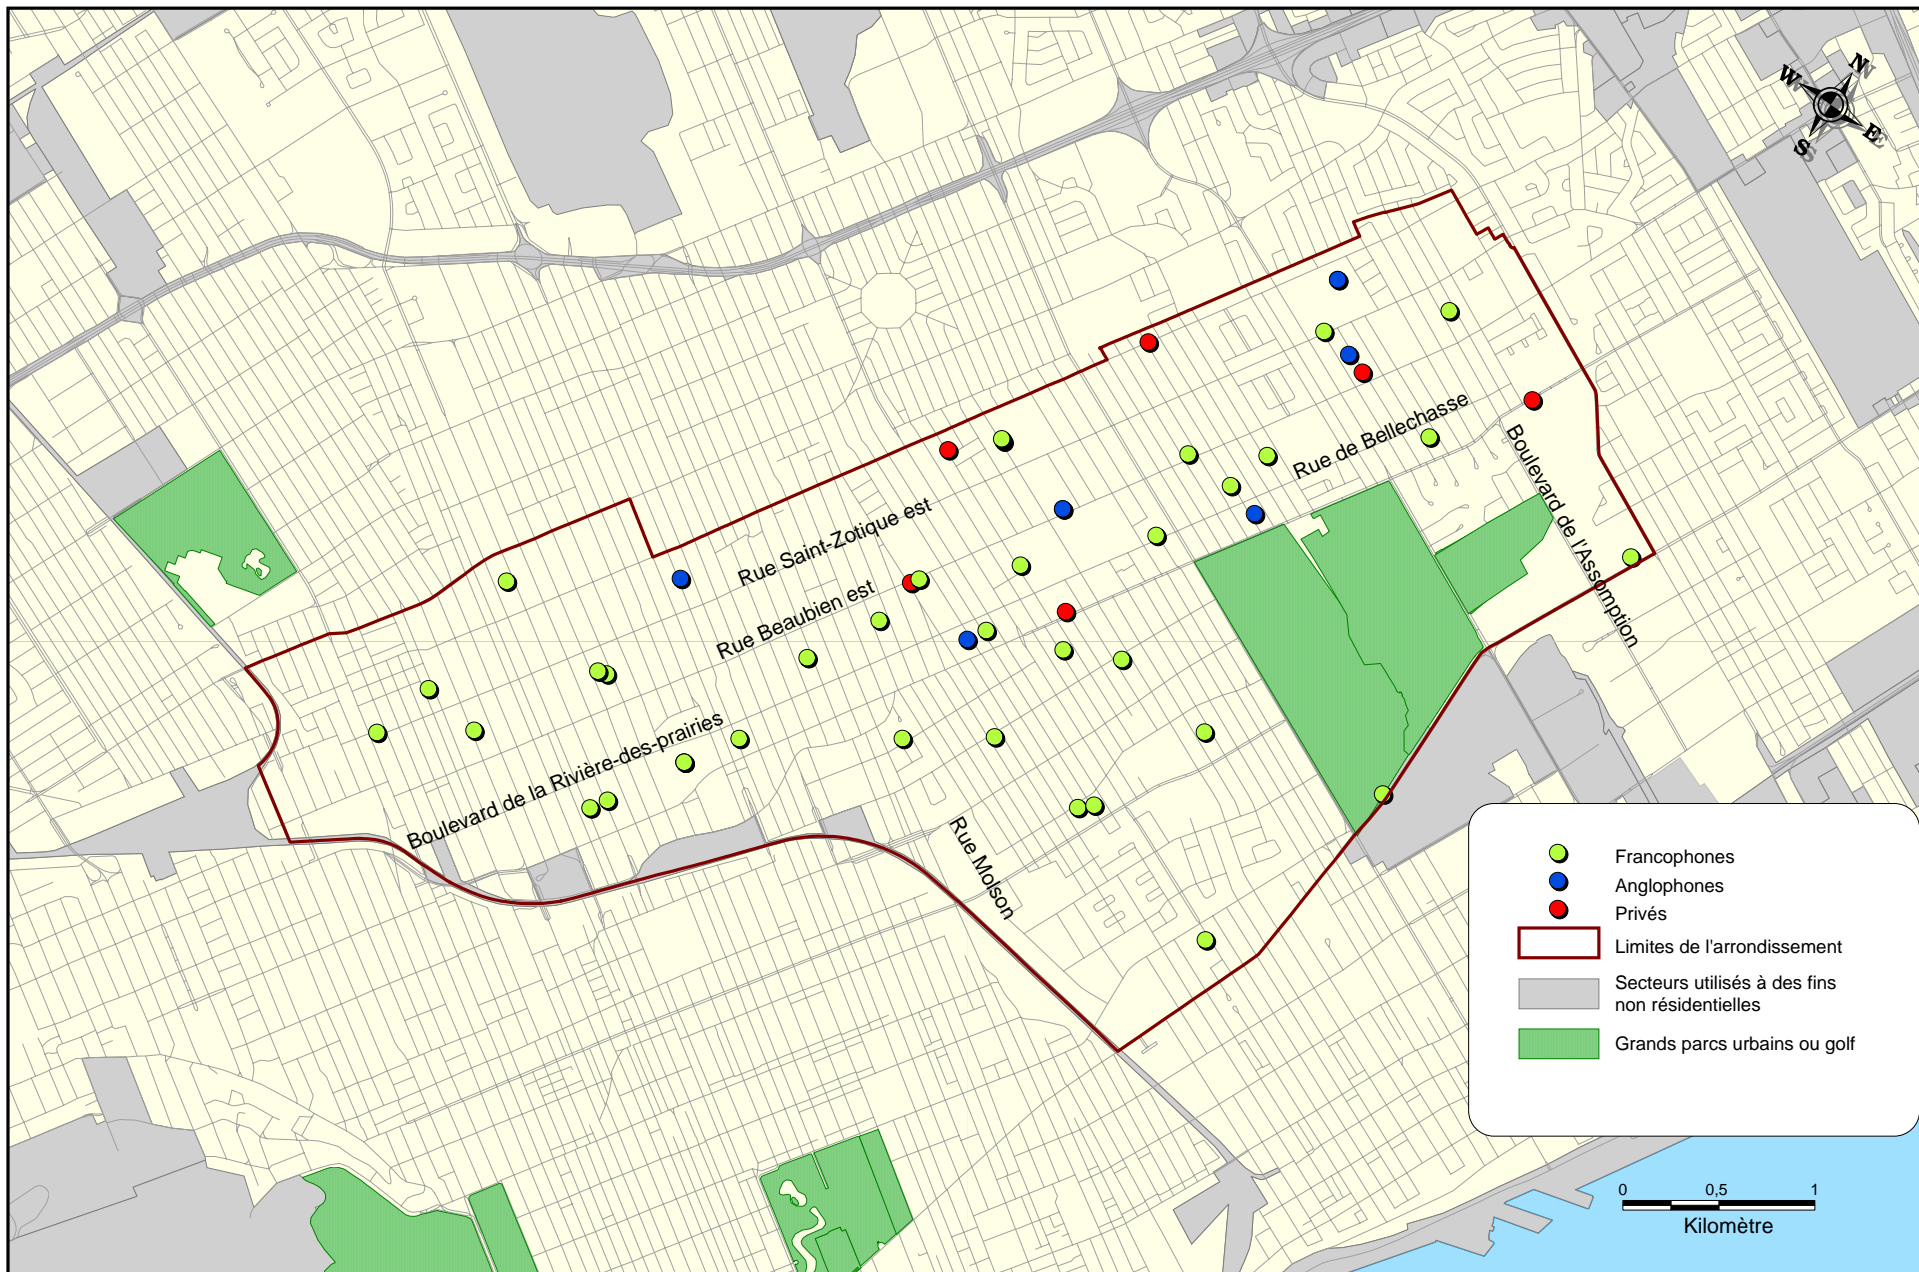 N
W
E
S
Rue de Bellechasse
Boulevard de l'Assomption
Rue Saint-Zotique est
Rue Beaubien est
Boulevard de la Rivière-des-prairies
Rue Molson
Francophones
Anglophones
Privés
Limites de l'arrondissement
Secteurs utilisés à des fins
non résidentielles
Grands parcs urbains ou golf
0 0,5 1
Kilomètre